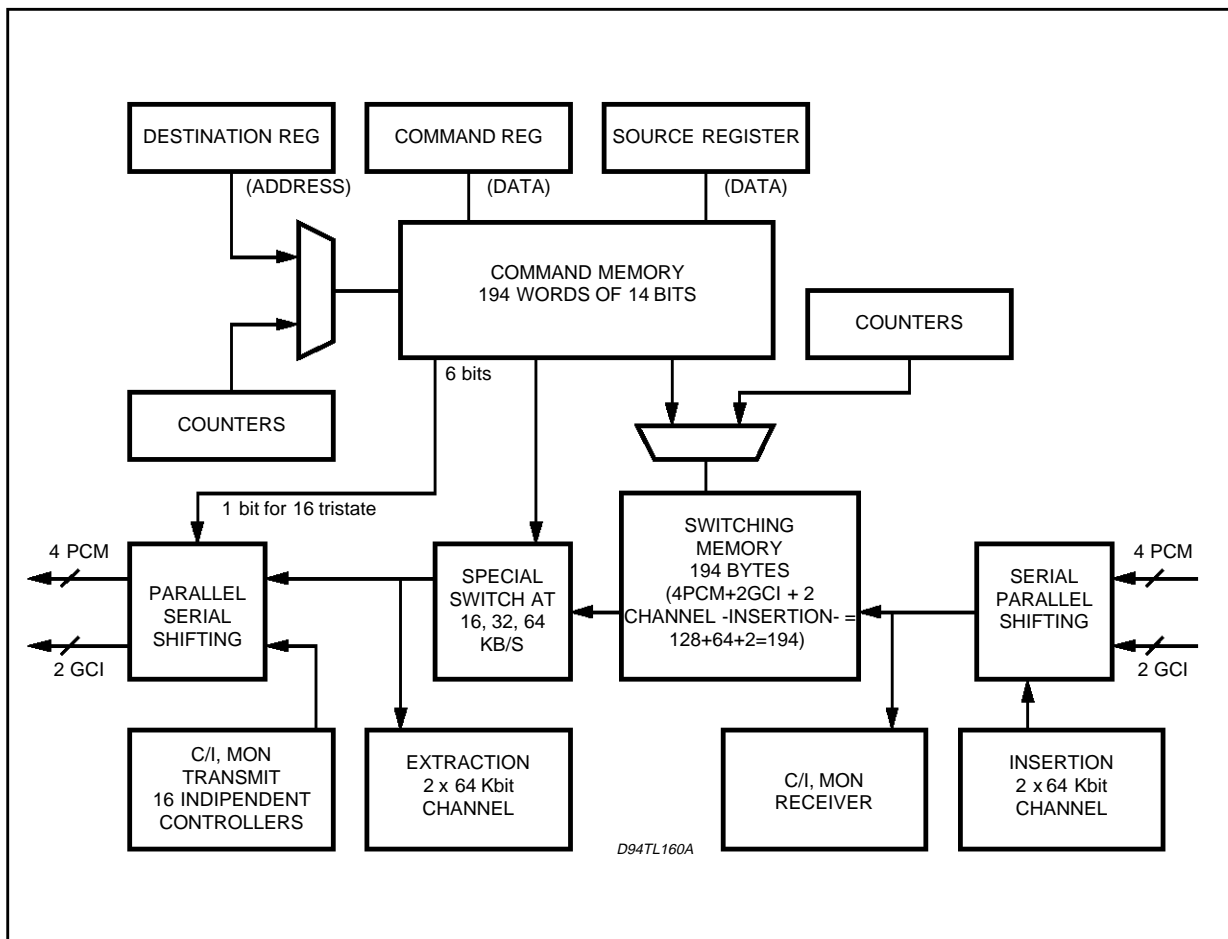 DESTINATION REG
COMMAND REG
SOURCE REGISTER
(ADDRESS)
(DATA)
(DATA)
COMMAND MEMORY
194 WORDS OF 14 BITS
COUNTERS
6 bits
COUNTERS
1 bit for 16 tristate
4 PCM
2 GCI
PARALLEL
SERIAL
SHIFTING
SPECIAL
SWITCH AT
16, 32, 64
KB/S
SWITCHING
MEMORY
194 BYTES
(4PCM+2GCI + 2
CHANNEL -INSERTION- =
128+64+2=194)
SERIAL
PARALLEL
SHIFTING
4 PCM
2 GCI
C/I, MON
TRANSMIT
16 INDIPENDENT
CONTROLLERS
EXTRACTION
2 x 64 Kbit
CHANNEL
C/I, MON
RECEIVER
INSERTION
2 x 64 Kbit
CHANNEL
D94TL160A